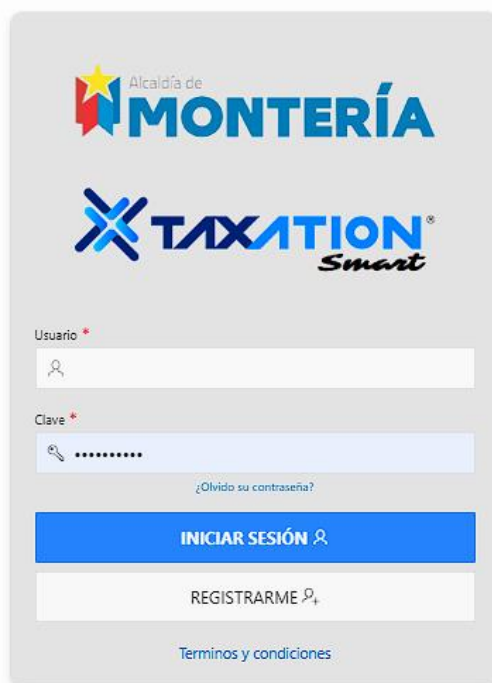 Alcaldía de
MONTERÍA
TAXATION®
Smart
Usuario *
Clave *
••••••••••
¿Olvido su contraseña?
INICIAR SESIÓN
REGISTRARME
Terminos y condiciones